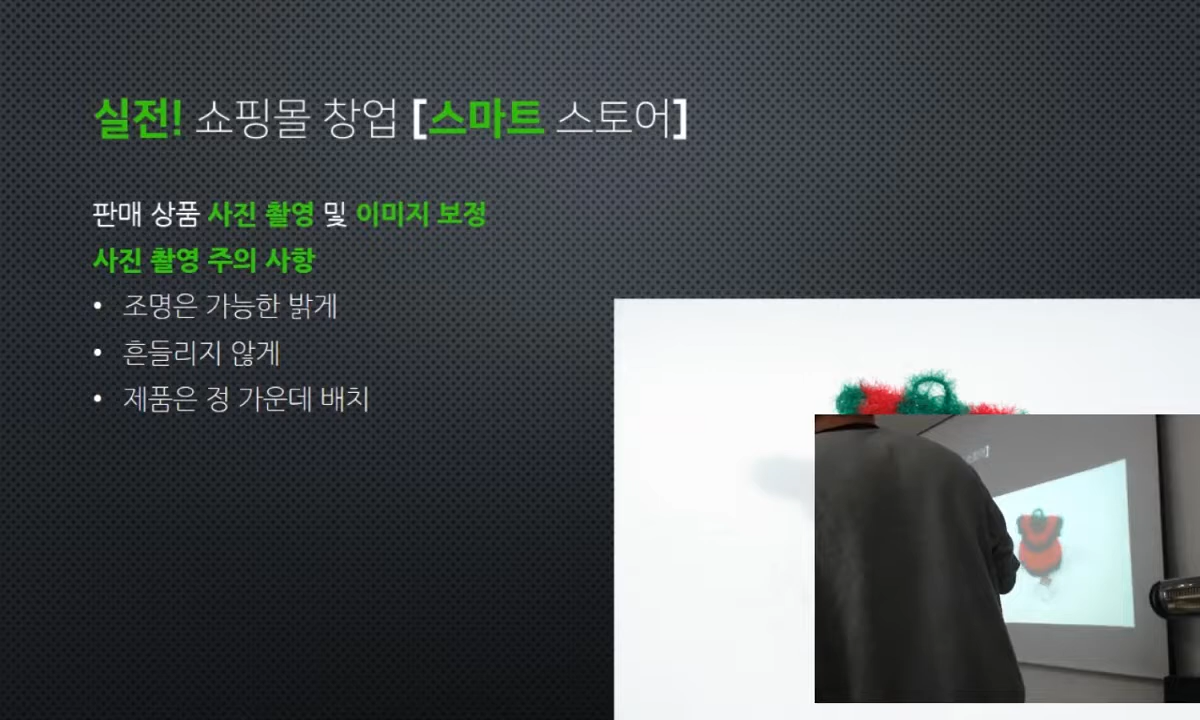 실전! 쇼핑몰 창업 [스마트 스토어]
판매 상품 사진 촬영 및 이미지 보정
사진 촬영 주의 사항
• 조명은 가능한 밝게
• 흔들리지 않게
• 제품은 정 가운데 배치